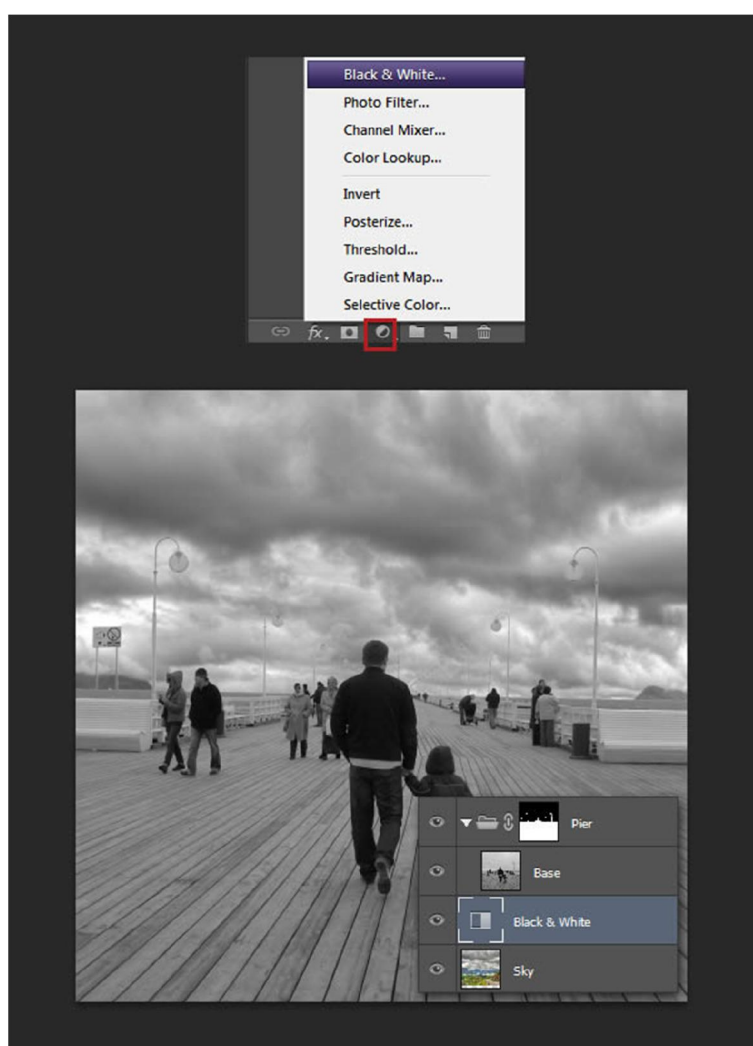 Black & White...
Photo Filter...
Channel Mixer...
Color Lookup...
Invert
Posterize...
Threshold...
Gradient Map...
Selective Color...
fx
Pier
Base
Black & White
Sky